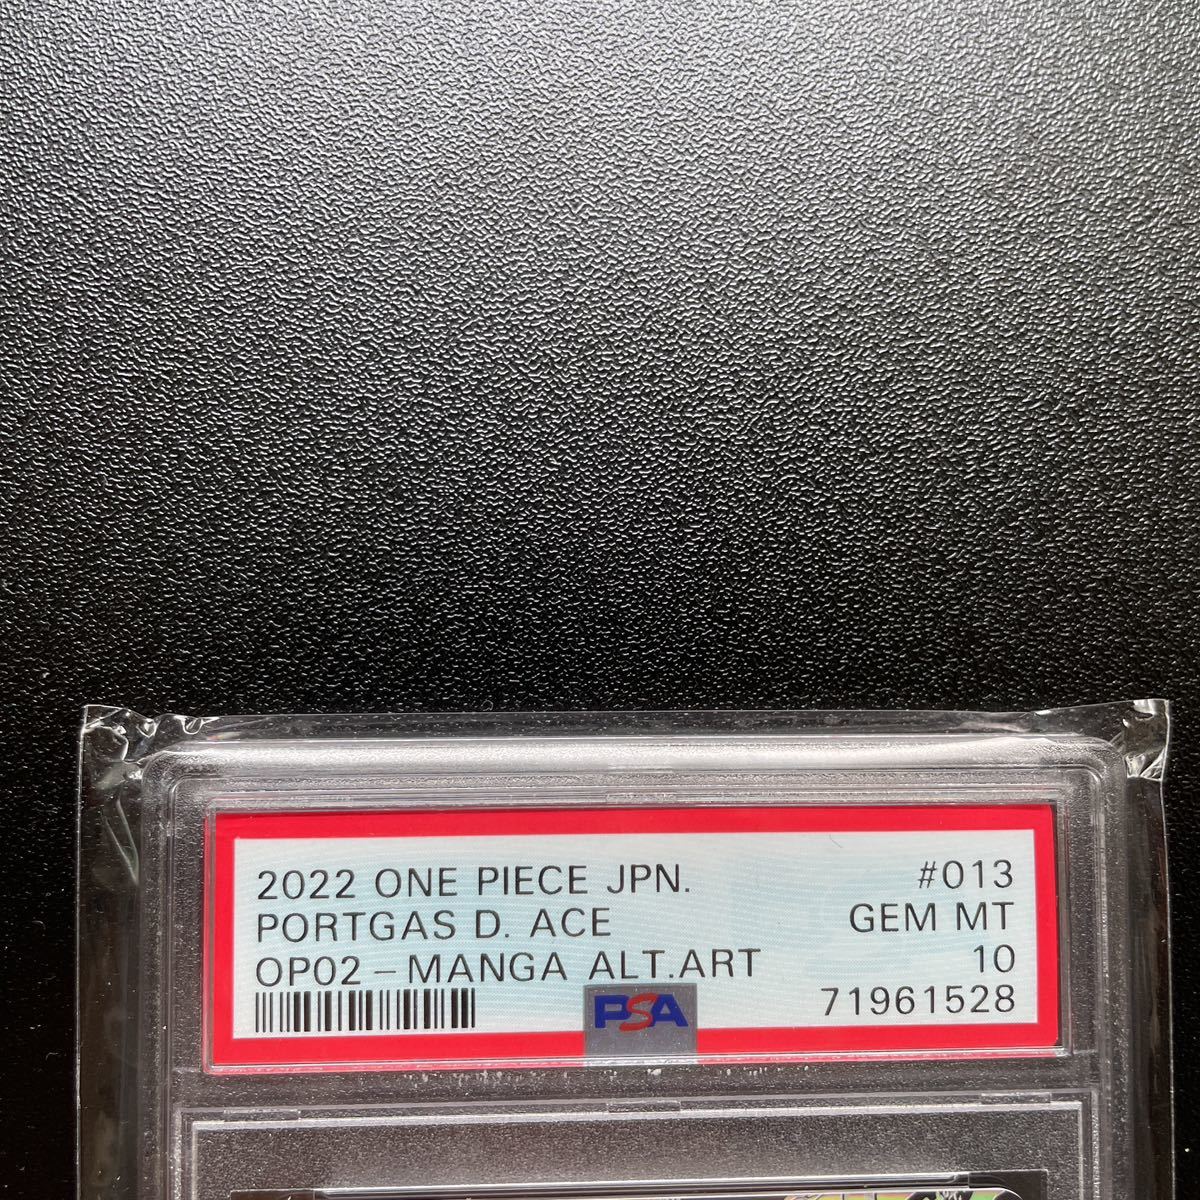 2022 ONE PIECE JPN. #013
PORTGAS D. ACE GEM MT
OP02-MANGA ALT.ART 10
PSA 71961528